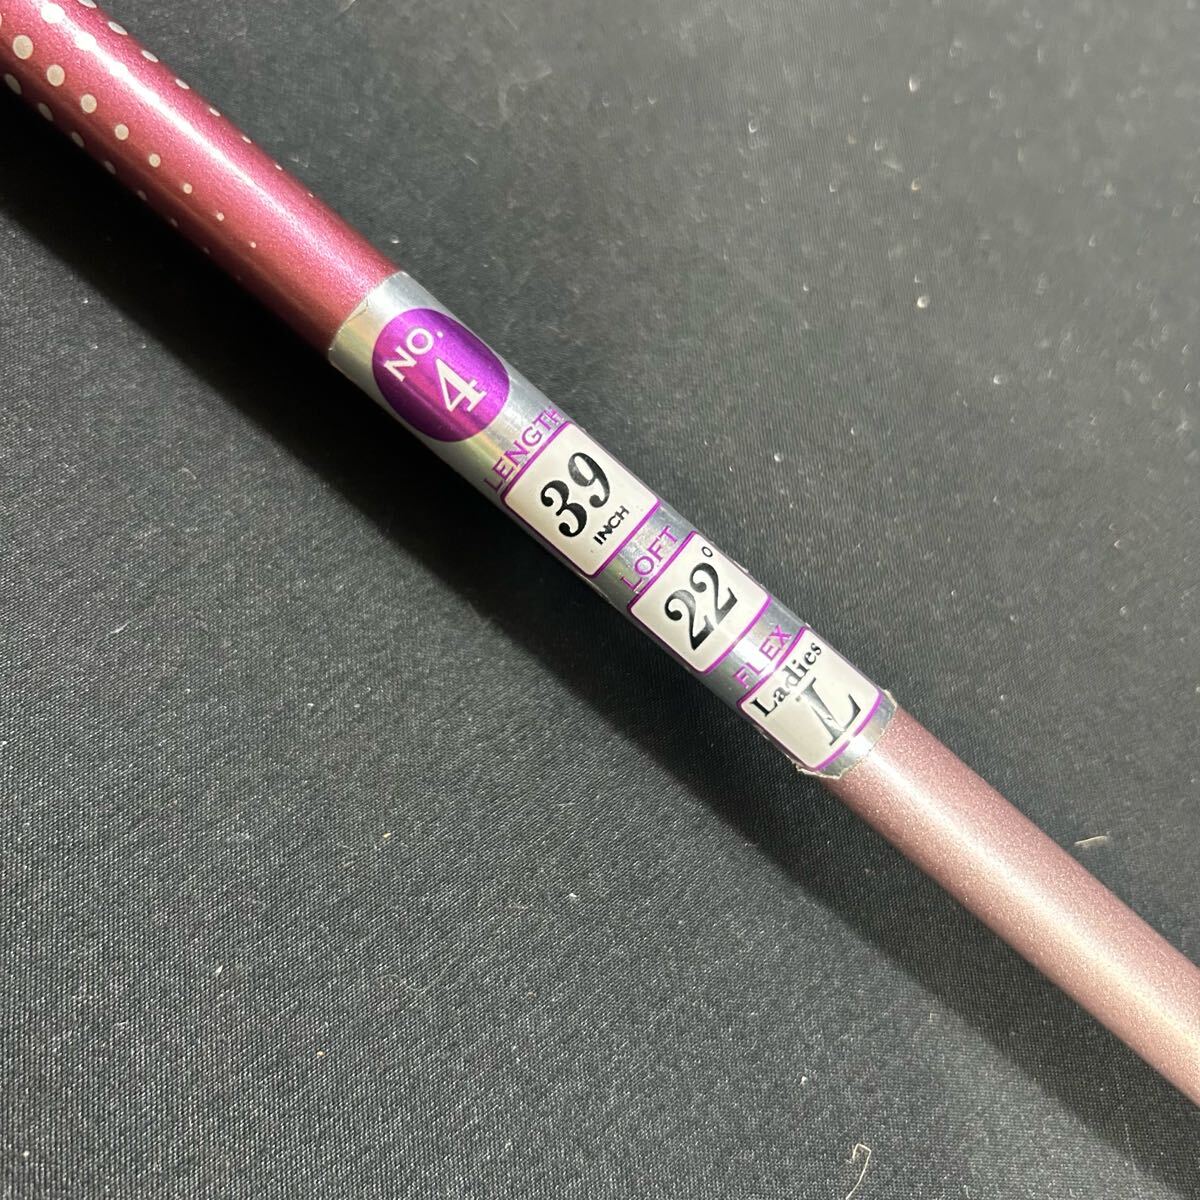 NO.
4
LENGTH
39
INCH
LOFT
22°
FLEX
Ladies
L